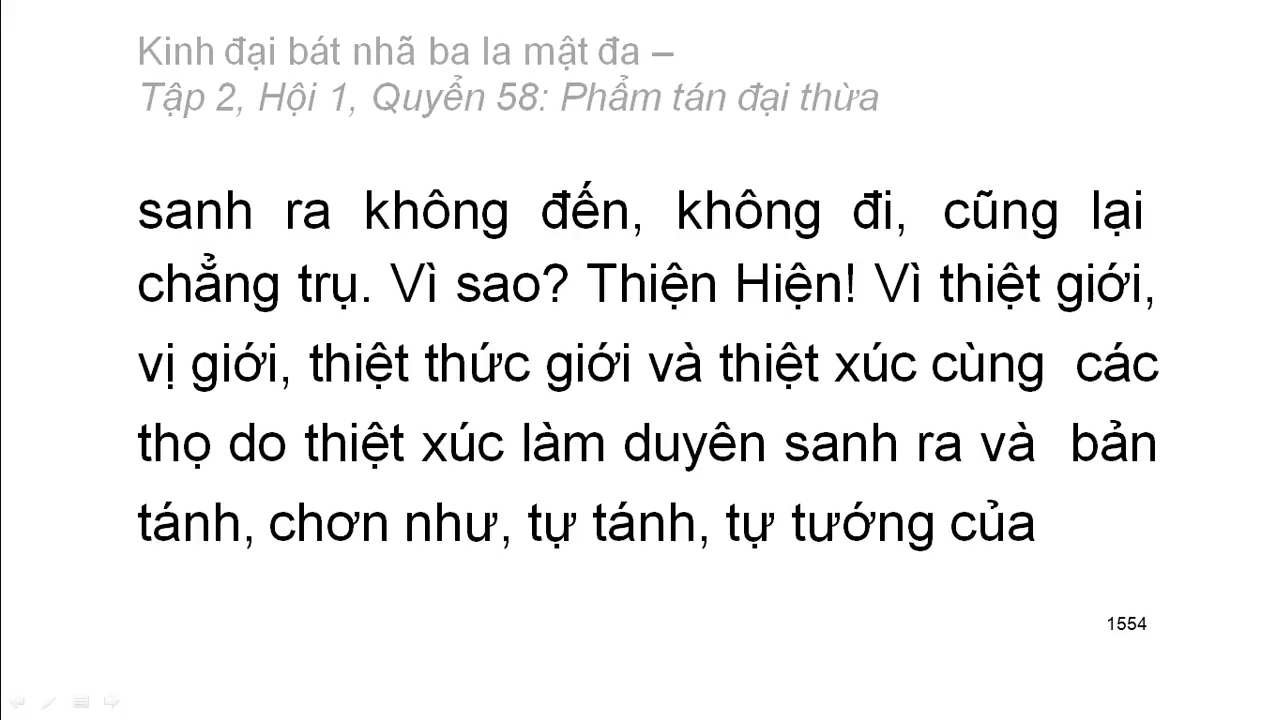 Kinh đại bát nhã ba la mật đa –
Tập 2, Hội 1, Quyển 58: Phẩm tán đại thừa
sanh ra không đến, không đi, cũng lại
chẳng trụ. Vì sao? Thiện Hiện! Vì thiệt giới,
vị giới, thiệt thức giới và thiệt xúc cùng các
thọ do thiệt xúc làm duyên sanh ra và bản
tánh, chơn như, tự tánh, tự tướng của
1554